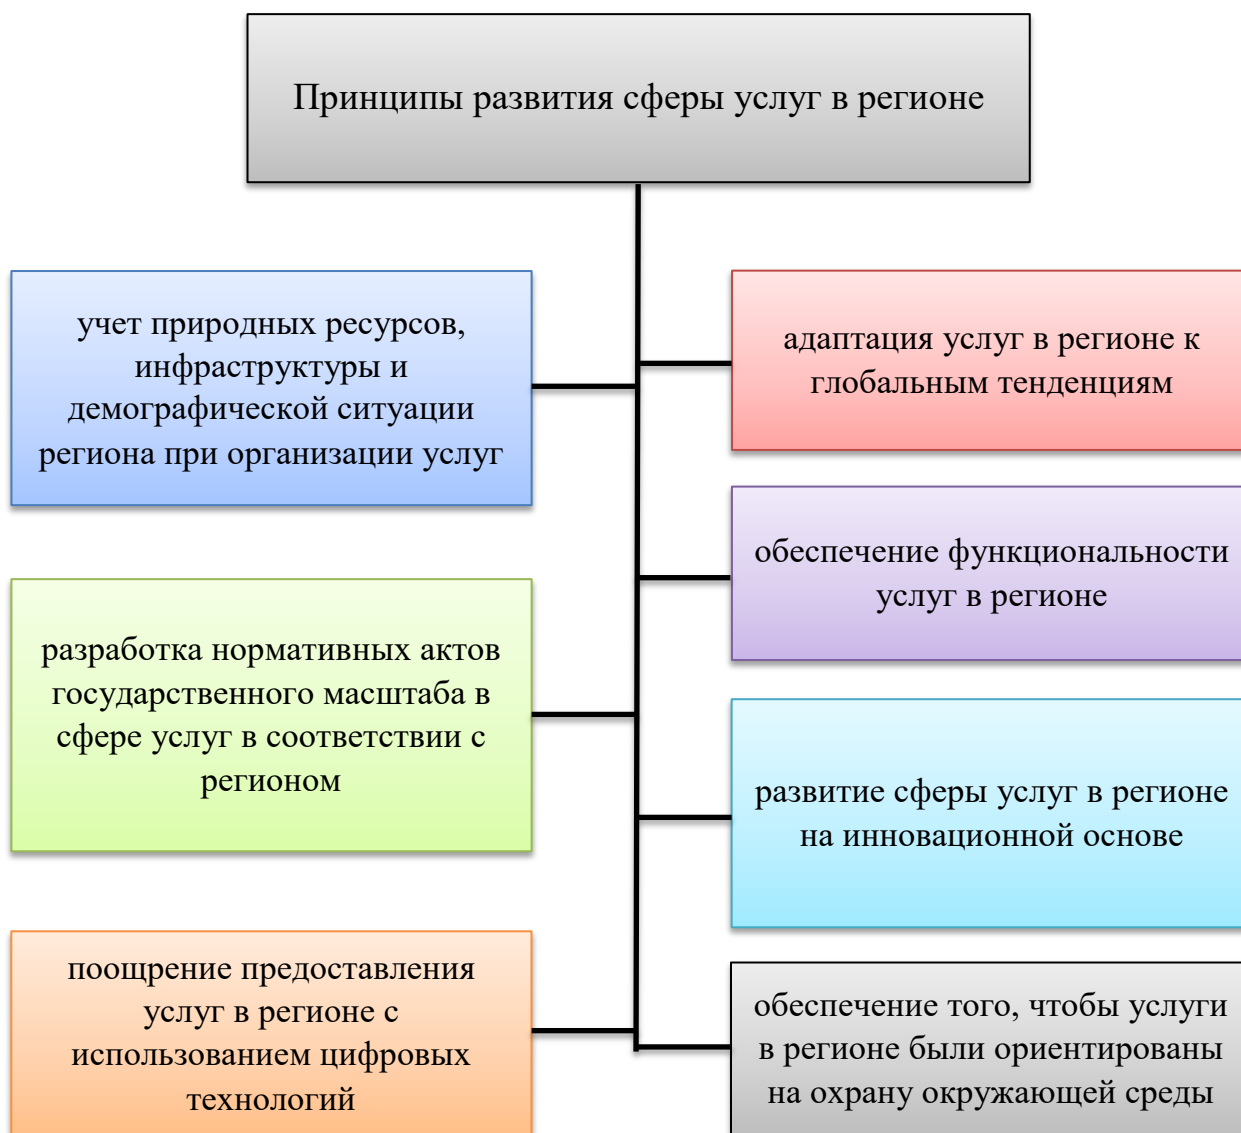 Принципы развития сферы услуг в регионе
учет природных ресурсов,
инфраструктуры и
демографической ситуации
региона при организации услуг
адаптация услуг в регионе к
глобальным тенденциям
обеспечение функциональности
услуг в регионе
разработка нормативных актов
государственного масштаба в
сфере услуг в соответствии с
регионом
развитие сферы услуг в регионе
на инновационной основе
поощрение предоставления
услуг в регионе с
использованием цифровых
технологий
обеспечение того, чтобы услуги
в регионе были ориентированы
на охрану окружающей среды